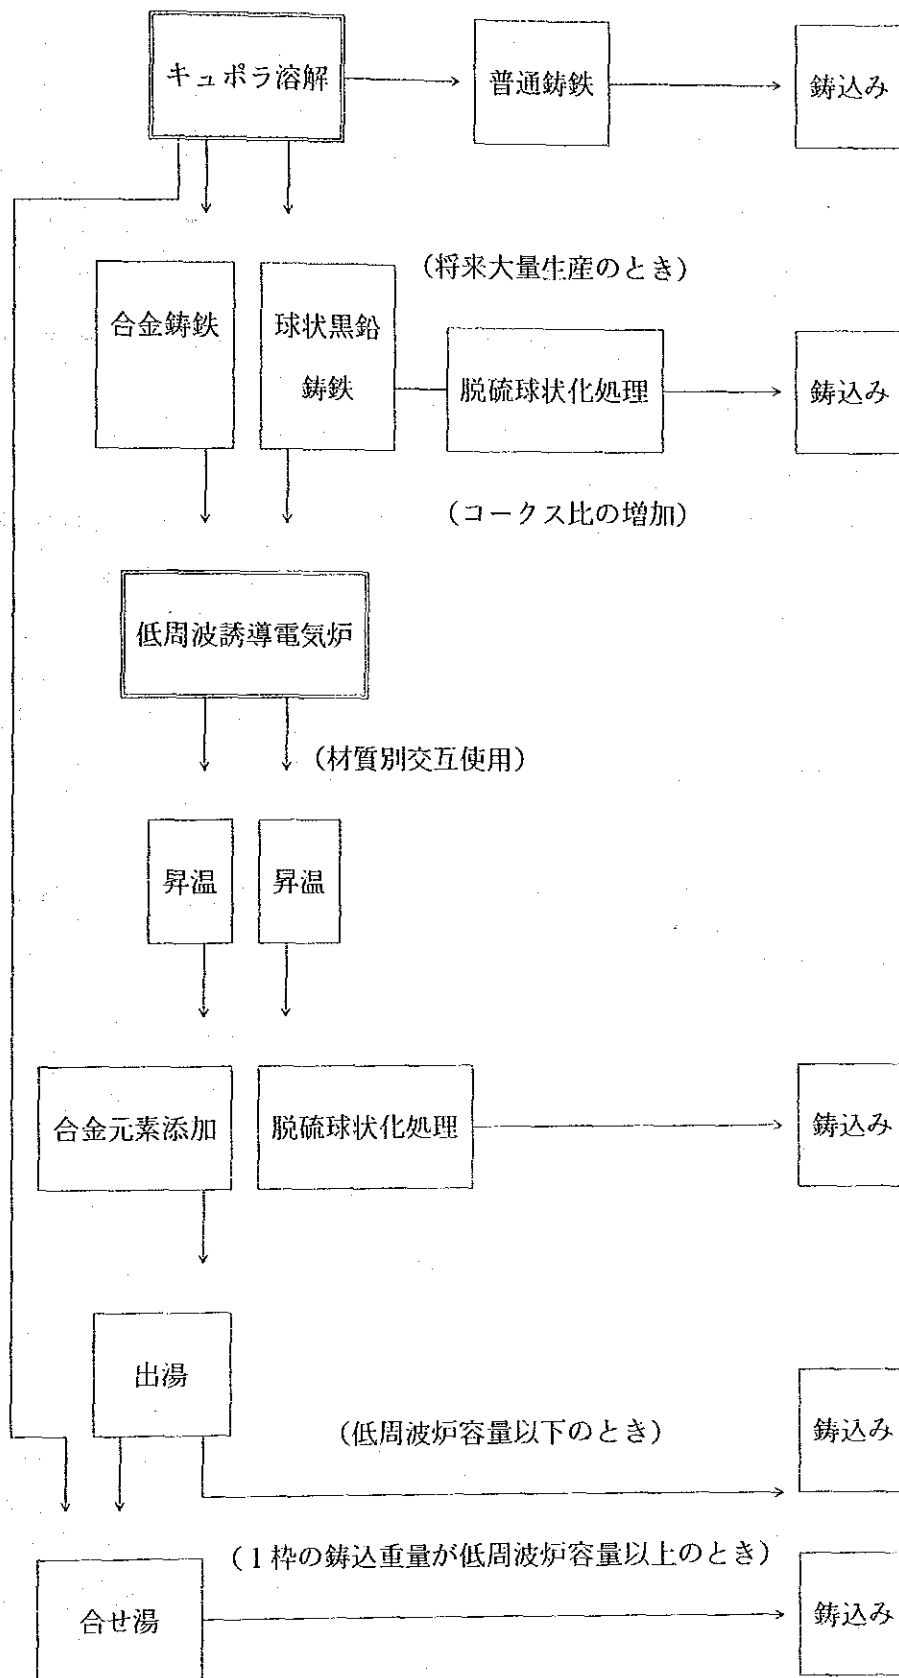 キュポラ溶解
普通鋳鉄
鋳込み
(将来大量生産のとき)
合金鋳鉄
球状黒鉛
鋳鉄
脱硫球状化処理
鋳込み
(コークス比の増加)
低周波誘導電気炉
(材質別交互使用)
昇温
昇温
合金元素添加
脱硫球状化処理
鋳込み
出湯
(低周波炉容量以下のとき)
鋳込み
(1枠の鋳込重量が低周波炉容量以上のとき)
合せ湯
鋳込み